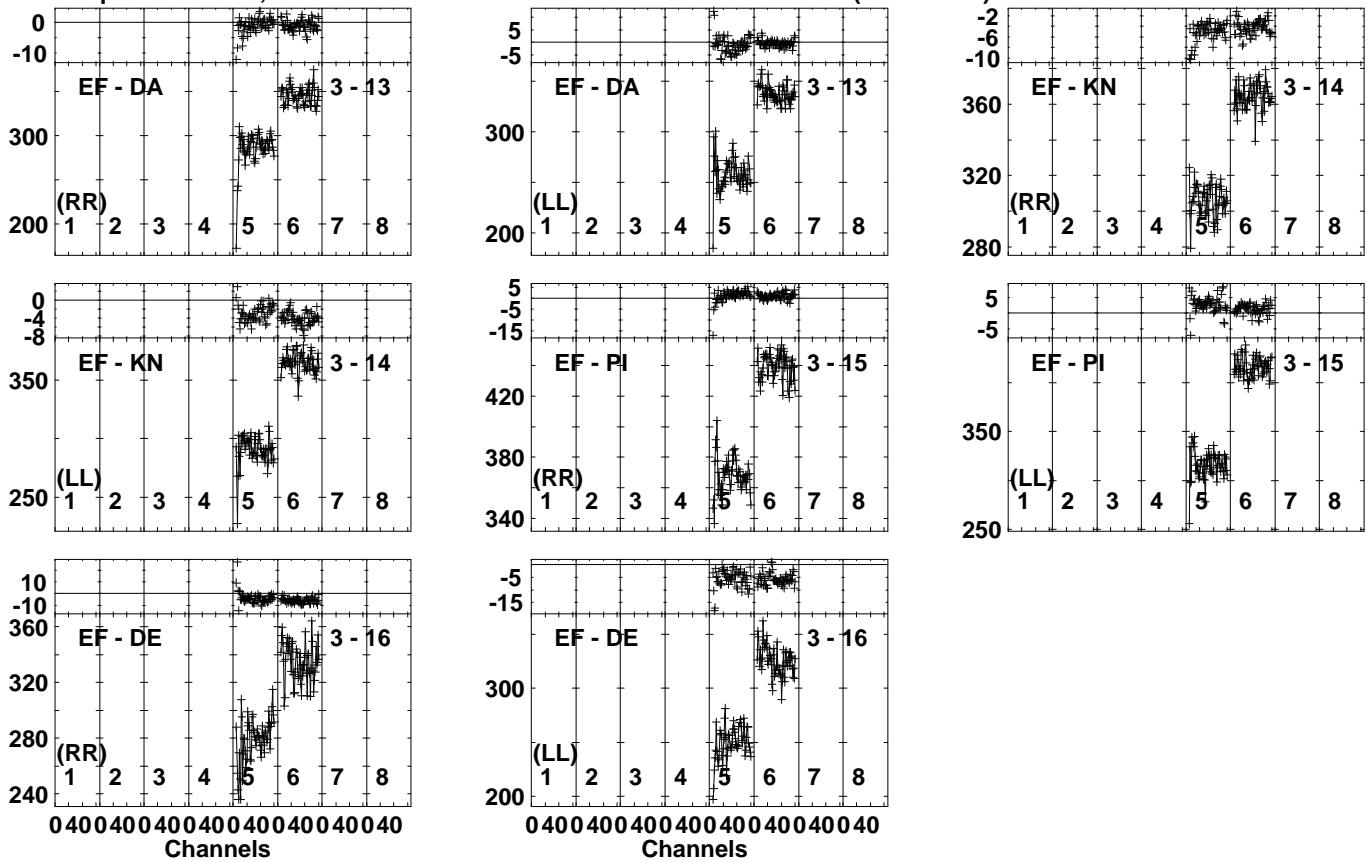 0
-10
EF - DA 3 - 13
300
(RR)
200
1 2 3 4 5 6 7 8
5
-5
EF - DA 3 - 13
300
(LL)
200
1 2 3 4 5 6 7 8
-2
-6
-10
EF - KN 3 - 14
360
320
(RR)
280
1 2 3 4 5 6 7 8
0
-4
-8
EF - KN 3 - 14
350
(LL)
250
1 2 3 4 5 6 7 8
5
-5
-15
EF - PI 3 - 15
420
380
(RR)
340
1 2 3 4 5 6 7 8
5
-5
EF - PI 3 - 15
350
(LL)
250
1 2 3 4 5 6 7 8
10
-10
360
EF - DE 3 - 16
320
280
(RR)
240
1 2 3 4 5 6 7 8
0 40 0 40 0 40 0 40 0 40 0 40 0 40 0 40
Channels
-5
-15
EF - DE 3 - 16
300
(LL)
200
1 2 3 4 5 6 7 8
0 40 0 40 0 40 0 40 0 40 0 40 0 40 0 40
Channels